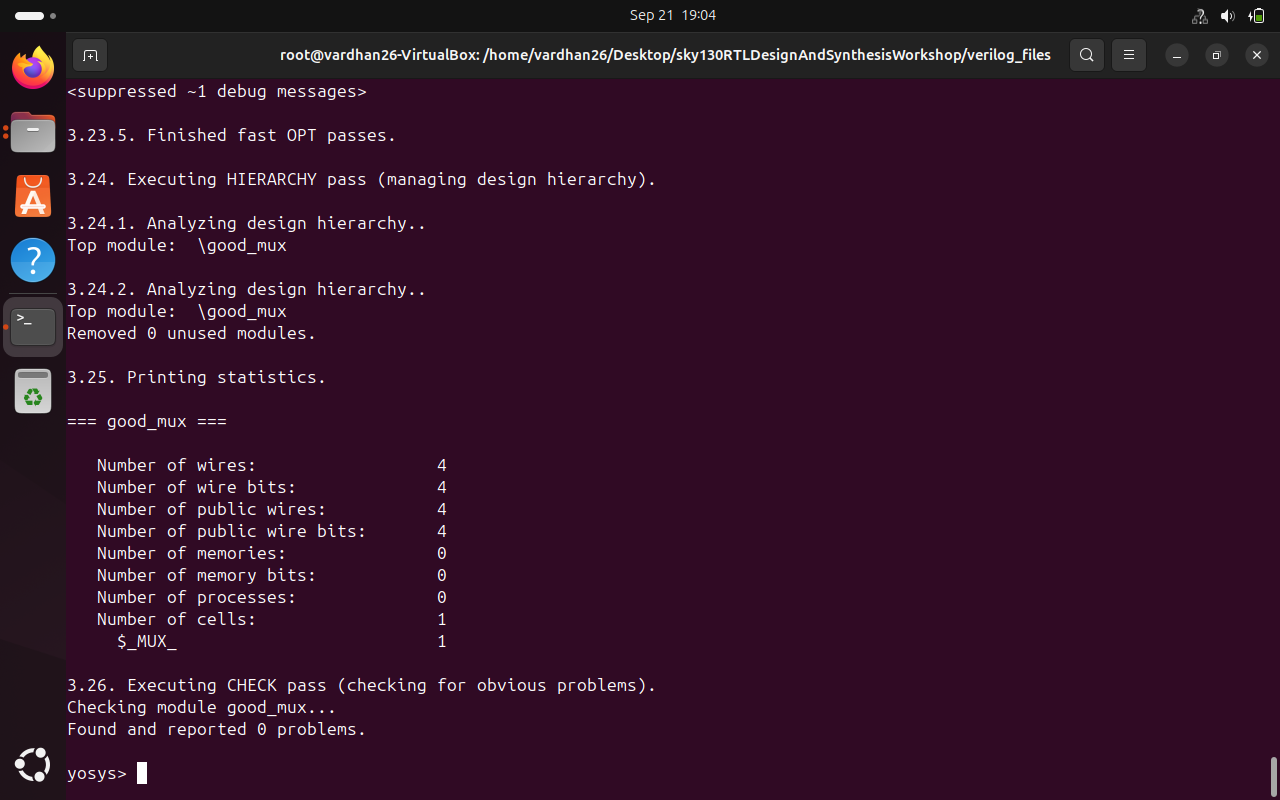 Sep 21 19:04
root@vardhan26-VirtualBox: /home/vardhan26/Desktop/sky130RTLDesignAndSynthesisWorkshop/verilog_files
<suppressed ~1 debug messages>
3.23.5. Finished fast OPT passes.
3.24. Executing HIERARCHY pass (managing design hierarchy).
3.24.1. Analyzing design hierarchy..
Top module:  \good_mux
3.24.2. Analyzing design hierarchy..
Top module:  \good_mux
Removed 0 unused modules.
3.25. Printing statistics.
=== good_mux ===
Number of wires: 4
Number of wire bits: 4
Number of public wires: 4
Number of public wire bits: 4
Number of memories: 0
Number of memory bits: 0
Number of processes: 0
Number of cells: 1
$_MUX_ 1
3.26. Executing CHECK pass (checking for obvious problems).
Checking module good_mux...
Found and reported 0 problems.
yosys>